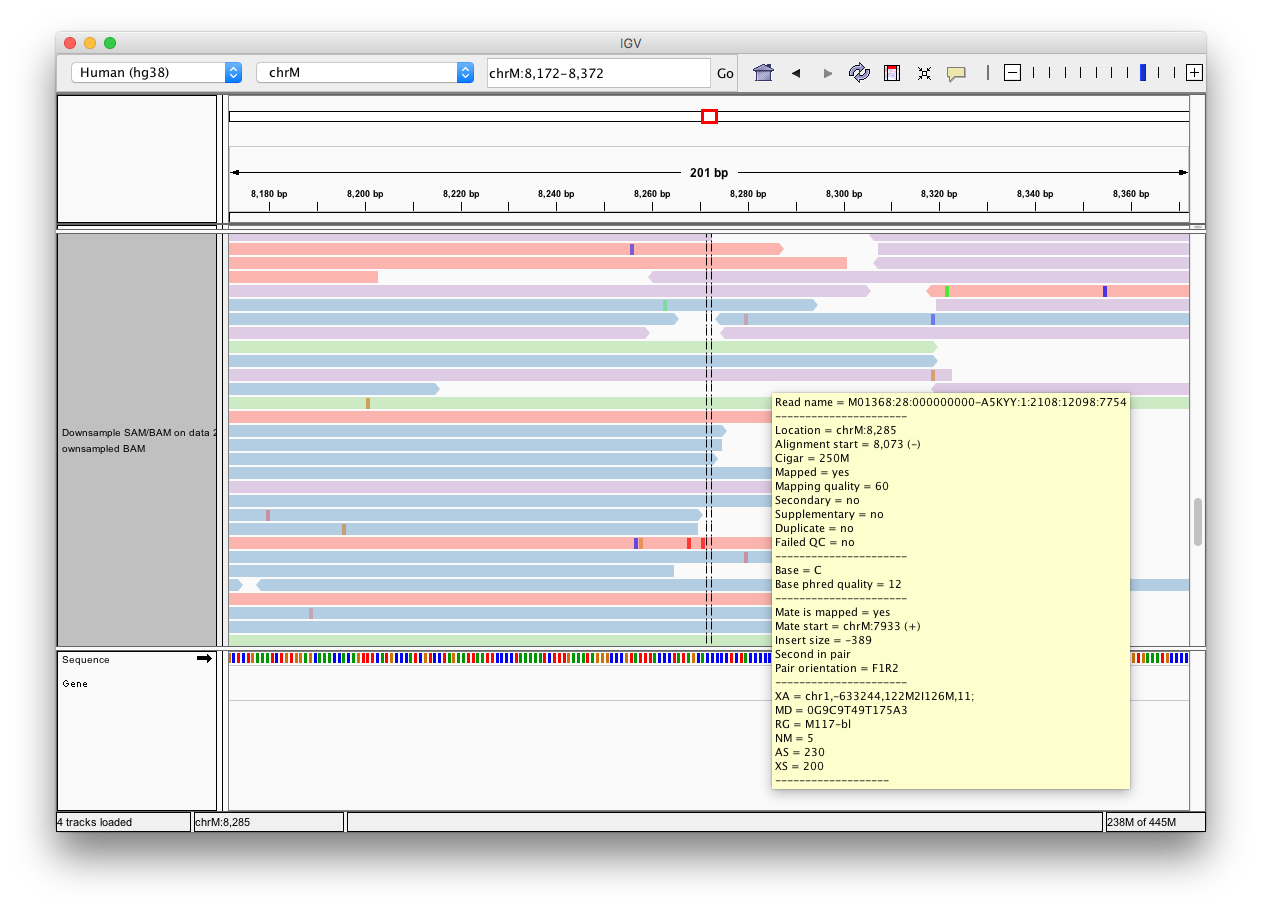 IGV
Human (hg38)
chrM
chrM:8,172-8,372
Go
201 bp
8,180 bp 8,200 bp 8,220 bp 8,240 bp 8,260 bp 8,280 bp 8,300 bp 8,320 bp 8,340 bp 8,360 bp
Downsample SAM/BAM on data 2
ownsampled BAM
Read name = M01368:28:000000000-A5KYY:1:2108:12098:7754
----------------------
Location = chrM:8,285
Alignment start = 8,073 (-)
Cigar = 250M
Mapped = yes
Mapping quality = 60
Secondary = no
Supplementary = no
Duplicate = no
Failed QC = no
----------------------
Base = C
Base phred quality = 12
----------------------
Mate is mapped = yes
Mate start = chrM:7933 (+)
Insert size = -389
Second in pair
Pair orientation = F1R2
----------------------
XA = chr1,-633244,122M2I126M,11;
MD = 0G9C9T49T175A3
RG = M117-bl
NM = 5
AS = 230
XS = 200
-------------------
Sequence
Gene
4 tracks loaded
chrM:8,285
238M of 445M